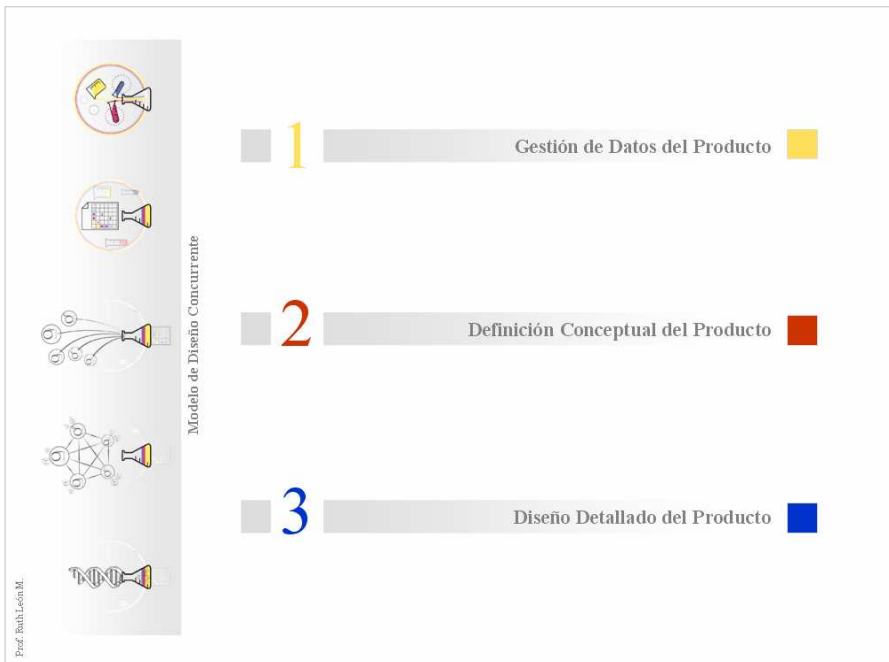 1
Gestión de Datos del Producto
2
Definición Conceptual del Producto
3
Diseño Detallado del Producto
Modelo de Diseño Concurrente
Prof. Ruth León M.